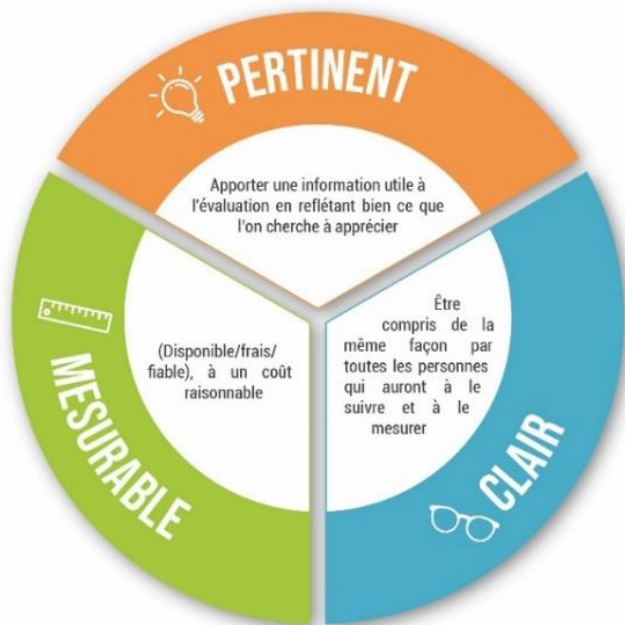 PERTINENT
Apporter une information utile à
l'évaluation en reflétant bien ce que
l'on cherche à apprécier
MESURABLE
(Disponible/frais/
fiable), à un coût
raisonnable
CLAIR
Être
compris de la
même façon par
toutes les personnes
qui auront à le
suivre et à le
mesurer